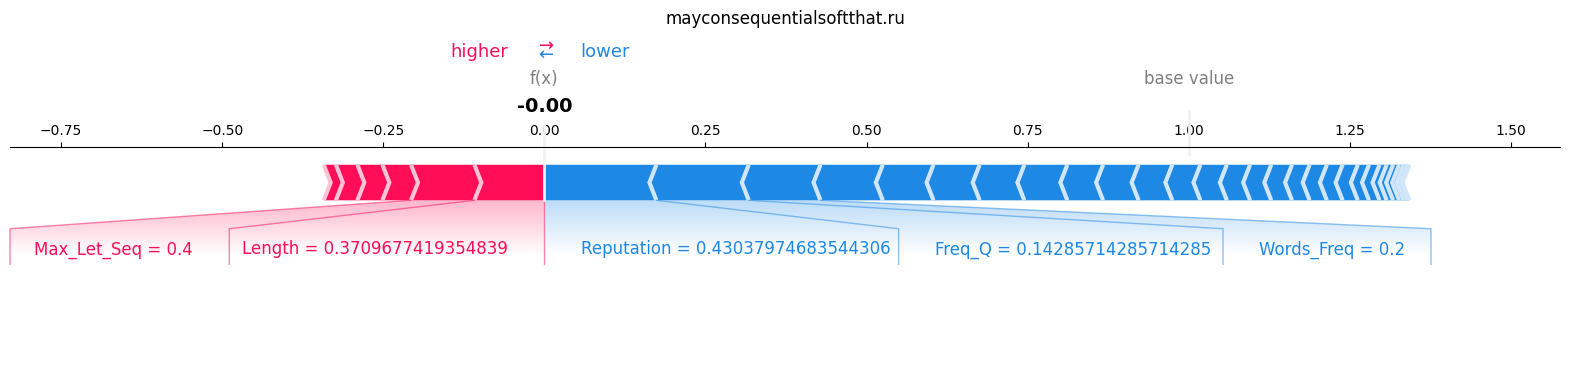 mayconsequentialsoftthat.ru
higher → ← lower
f(x) base value
-0.00
−0.75 −0.50 −0.25 0.00 0.25 0.50 0.75 1.00 1.25 1.50
Max_Let_Seq = 0.4 Length = 0.3709677419354839 Reputation = 0.43037974683544306 Freq_Q = 0.14285714285714285 Words_Freq = 0.2